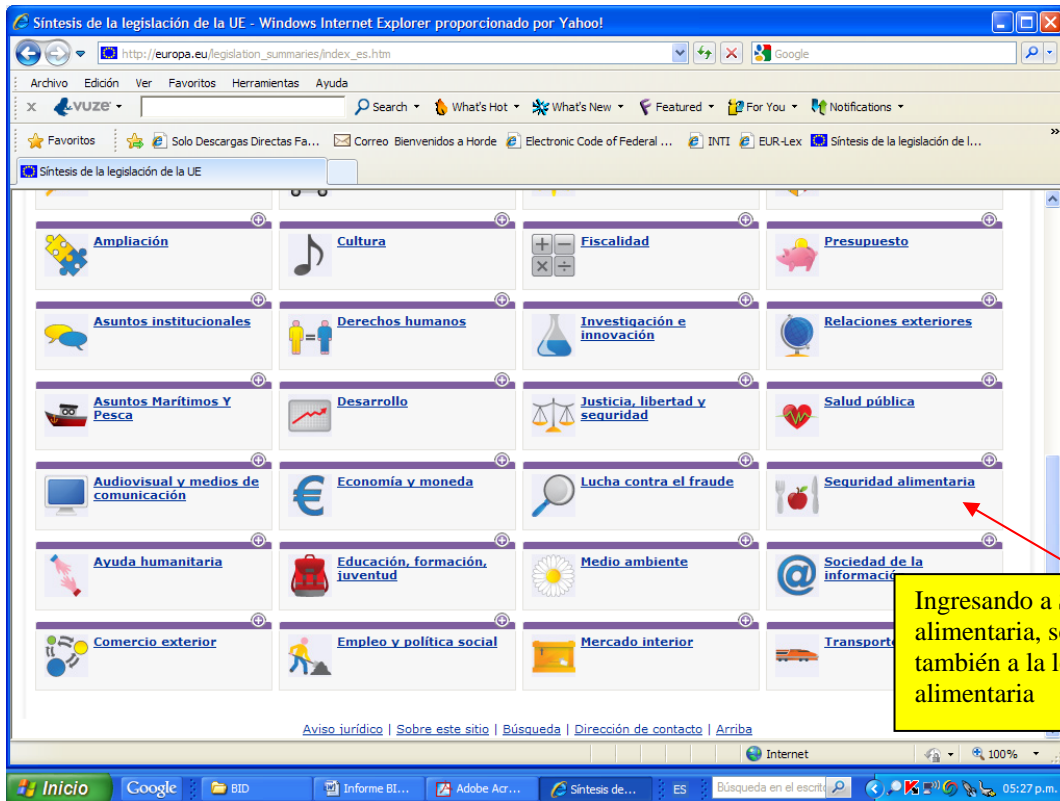 Síntesis de la legislación de la UE - Windows Internet Explorer proporcionado por Yahoo!
http://europa.eu/legislation_summaries/index_es.htm
Google
Archivo Edición Ver Favoritos Herramientas Ayuda
x vuze Search What's Hot What's New Featured For You Notifications
Favoritos Solo Descargas Directas Fa... Correo Bienvenidos a Horde Electronic Code of Federal ... INTI EUR-Lex Síntesis de la legislación de l... »
Síntesis de la legislación de la UE
Ampliación Cultura Fiscalidad Presupuesto
Asuntos institucionales Derechos humanos Investigación e Relaciones exteriores
innovación
Asuntos Marítimos Y Desarrollo Justicia, libertad y Salud pública
Pesca seguridad
Audiovisual y medios de Economía y moneda Lucha contra el fraude Seguridad alimentaria
comunicación
Ayuda humanitaria Educación, formación, Medio ambiente Sociedad de la
juventud
Comercio exterior Empleo y política social Mercado interior
Ingresando a
alimentaria,
también a la
alimentaria
Aviso jurídico | Sobre este sitio | Búsqueda | Dirección de contacto | Arriba
Internet 100%
Inicio Google BID Informe BI... Adobe Acr... Síntesis de... ES Búsqueda en el escrito 05:27 p.m.